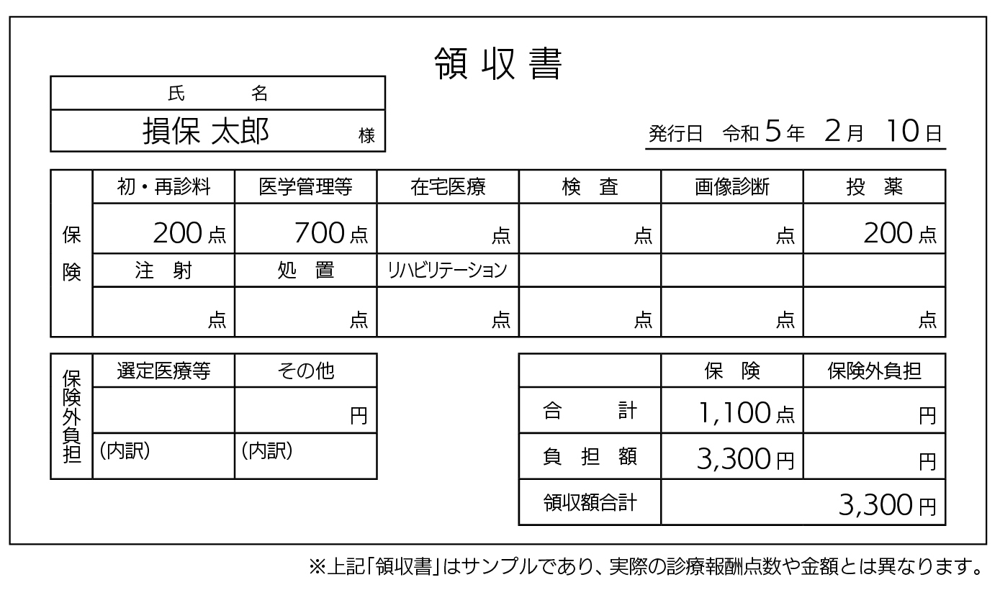 領収書
氏　名
損保 太郎 様
発行日 令和 5 年 2 月 10 日
保険
初・再診料 医学管理等 在宅医療 検 査 画像診断 投 薬
200 点 700 点 点 点 点 200 点
注 射 処 置 リハビリテーション
点 点 点 点 点 点
保険外負担
選定医療等 その他
円
(内訳) (内訳)
保 険 保険外負担
合 計 1,100 点 円
負 担 額 3,300 円 円
領収額合計 3,300 円
※上記「領収書」はサンプルであり、実際の診療報酬点数や金額とは異なります。